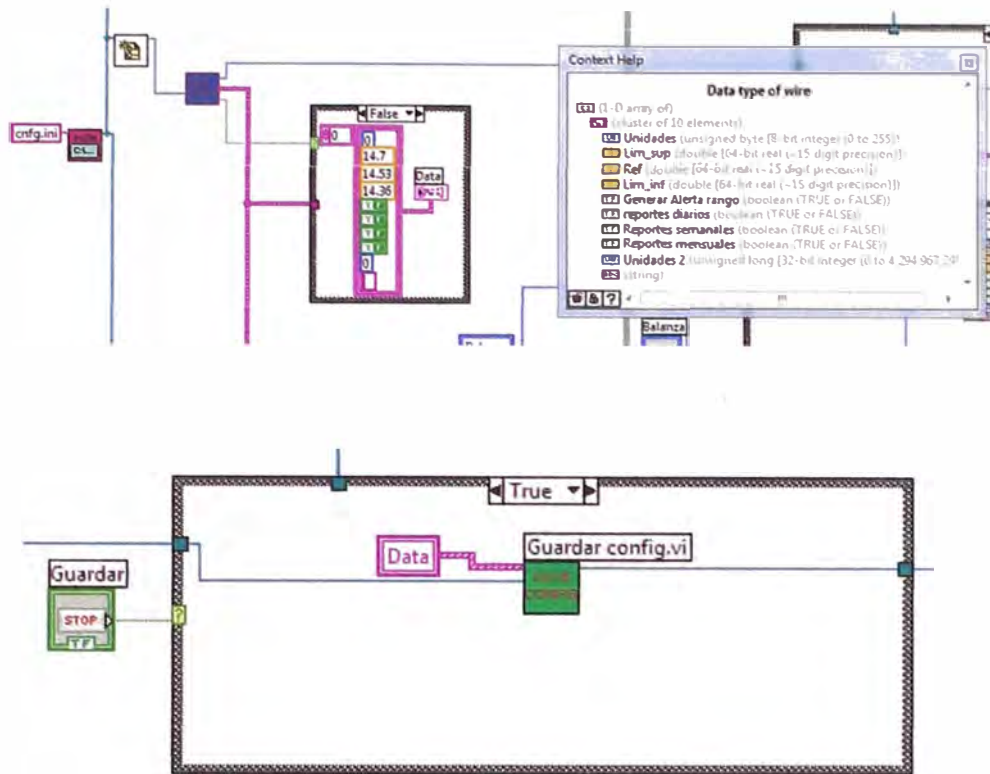 cnfg.ini
False
0
0
14.7
14.53
14.36
T F
T F
T F
T F
0
Data
Context Help
Data type of wire
(1-D array of)
(cluster of 10 elements)
Unidades (unsigned byte [8-bit integer (0 to 255)])
Lim_sup (double [64-bit real (~15 digit precision)])
Ref (double [64-bit real (~15 digit precision)])
Lim_inf (double [64-bit real (~15 digit precision)])
Generar Alerta rango (boolean (TRUE or FALSE))
reportes diarios (boolean (TRUE or FALSE))
Reportes semanales (boolean (TRUE or FALSE))
Reportes mensuales (boolean (TRUE or FALSE))
Unidades 2 (unsigned long [32-bit integer (0 to 4 294 967 29
(string)
?
Balanza
True
Data
Guardar config.vi
Guardar
STOP
TF
?